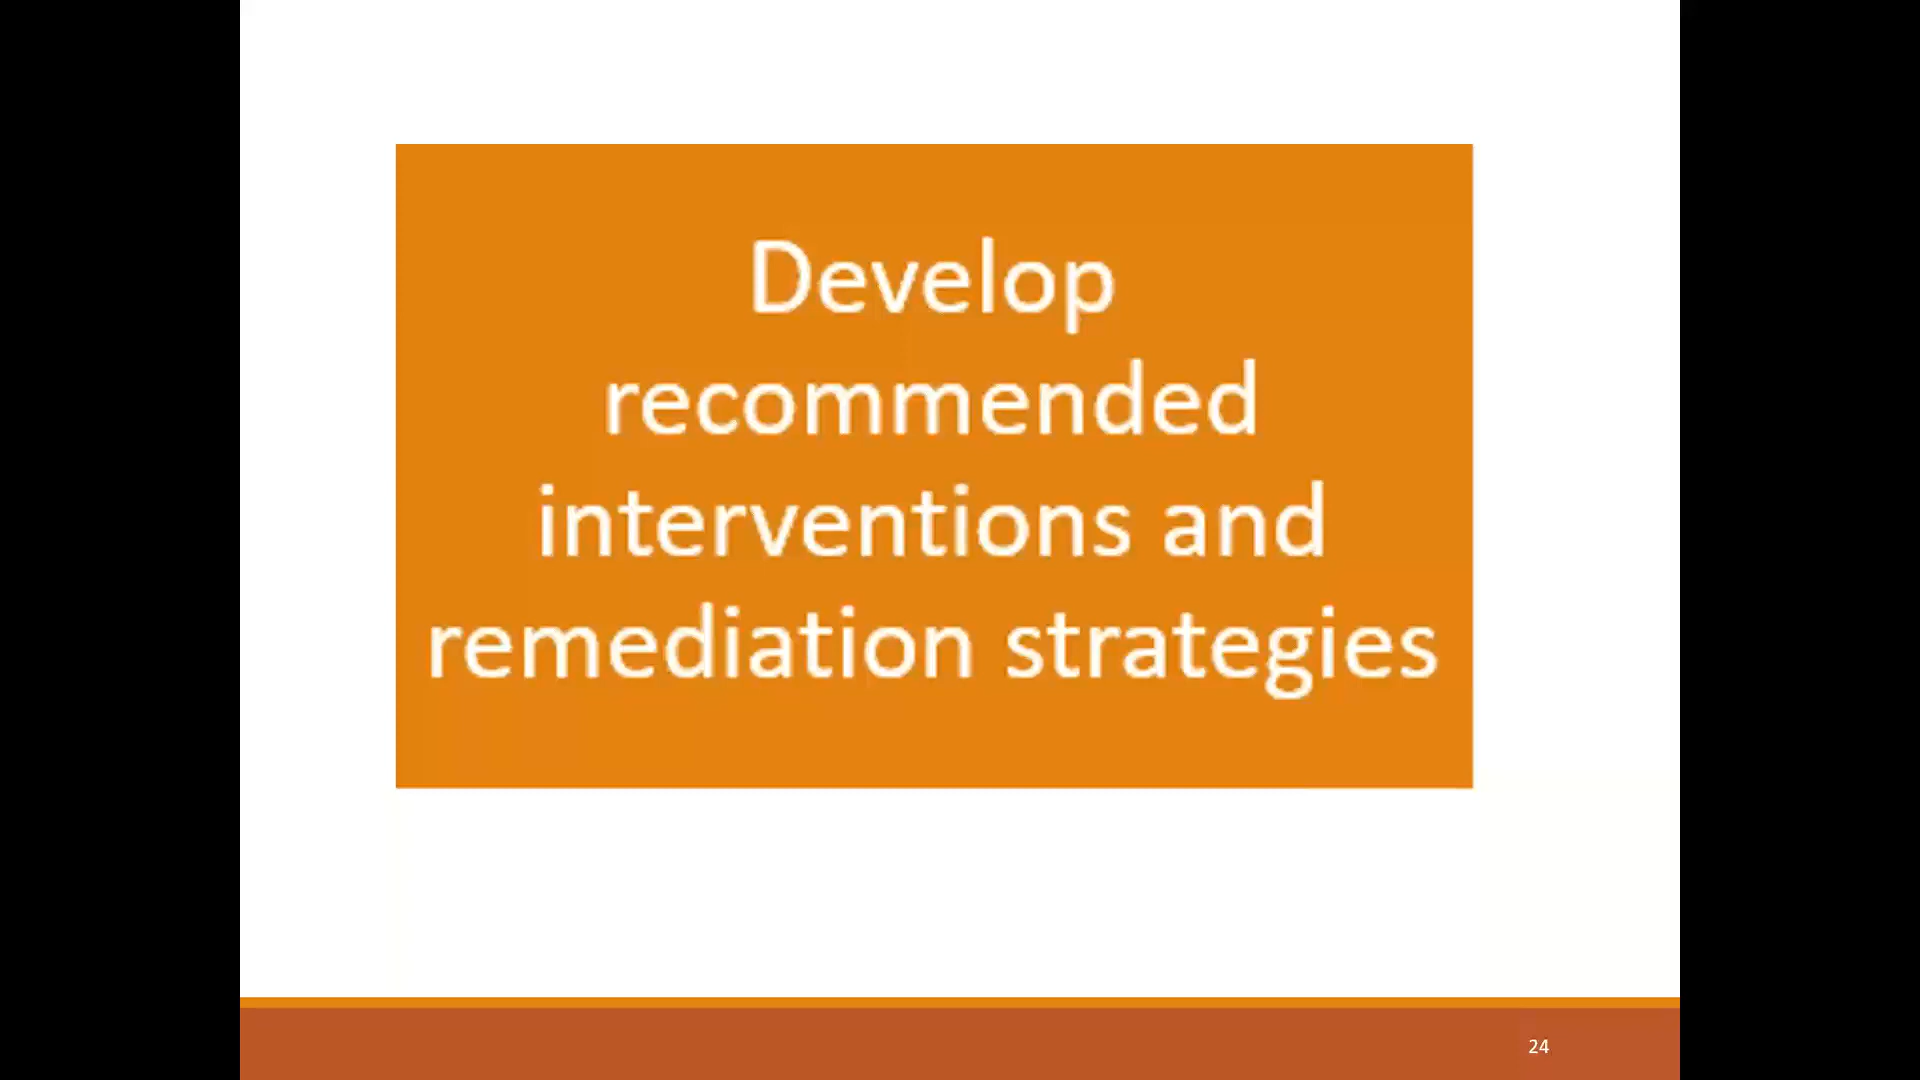 Develop
recommended
interventions and
remediation strategies
24